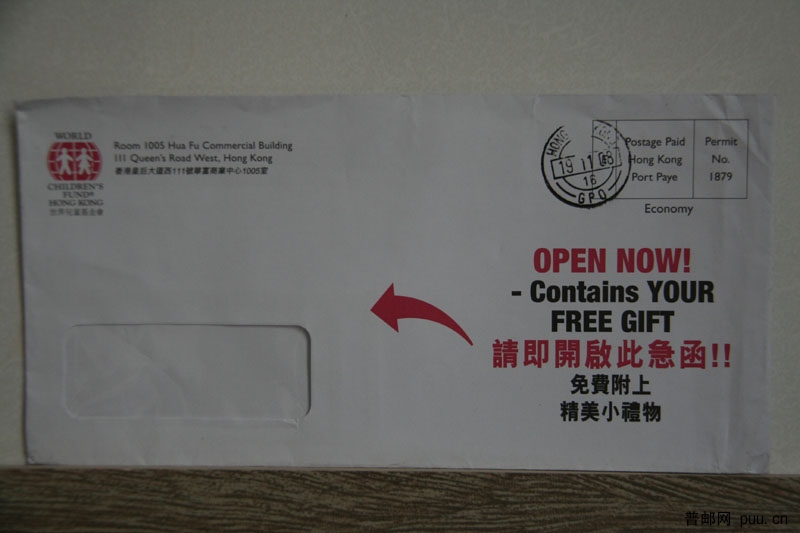 WORLD
CHILDREN'S
FUND®
HONG KONG
世界兒童基金會
Room 1005 Hua Fu Commercial Building
111 Queen's Road West, Hong Kong
香港皇后大道西111號華富商業中心1005室
HONG
19 11 08
16
GPO
Postage Paid
Hong Kong
Port Paye
Permit
No.
1879
Economy
OPEN NOW!
- Contains YOUR
FREE GIFT
請即開啟此急函!!
免費附上
精美小禮物
普邮网 puu.cn